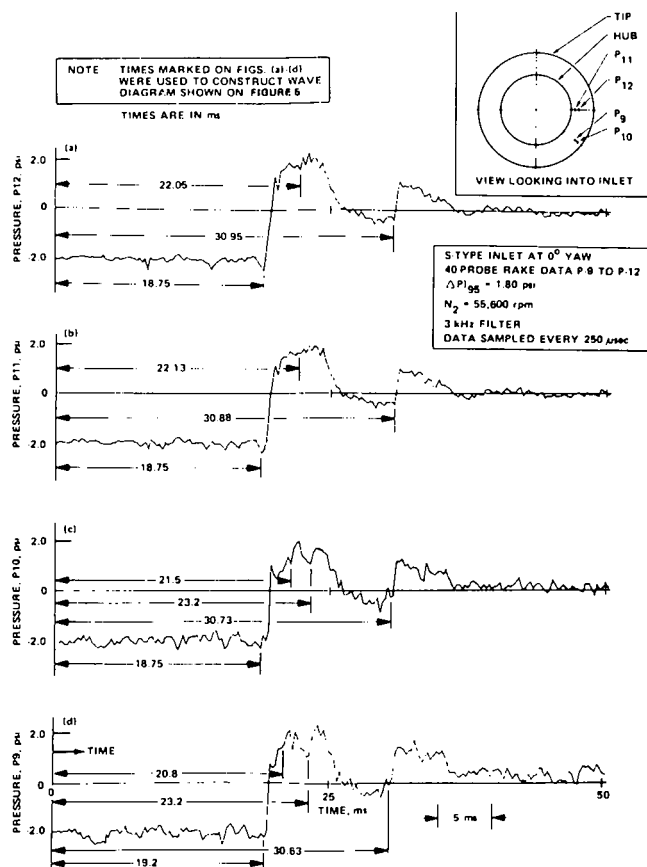 NOTE TIMES MARKED ON FIGS. (a)-(d)
WERE USED TO CONSTRUCT WAVE
DIAGRAM SHOWN ON FIGURE 6
TIMES ARE IN ms
TIP
HUB
P11
P12
P9
P10
VIEW LOOKING INTO INLET
S-TYPE INLET AT 0° YAW
40 PROBE RAKE DATA P-9 TO P-12
ΔP)95 = 1.80 psi
N2 = 55,600 rpm
3 kHz FILTER
DATA SAMPLED EVERY 250 µsec
(a)
PRESSURE, P12, psi
2.0
0
-2.0
22.05
30.95
18.75
(b)
PRESSURE, P11, psi
2.0
0
-2.0
22.13
30.88
18.75
(c)
PRESSURE, P10, psi
2.0
0
-2.0
21.5
23.2
30.73
18.75
(d)
PRESSURE, P9, psi
2.0
0
2.0
TIME
20.8
23.2
30.63
19.2
0
25
50
TIME, ms
5 ms